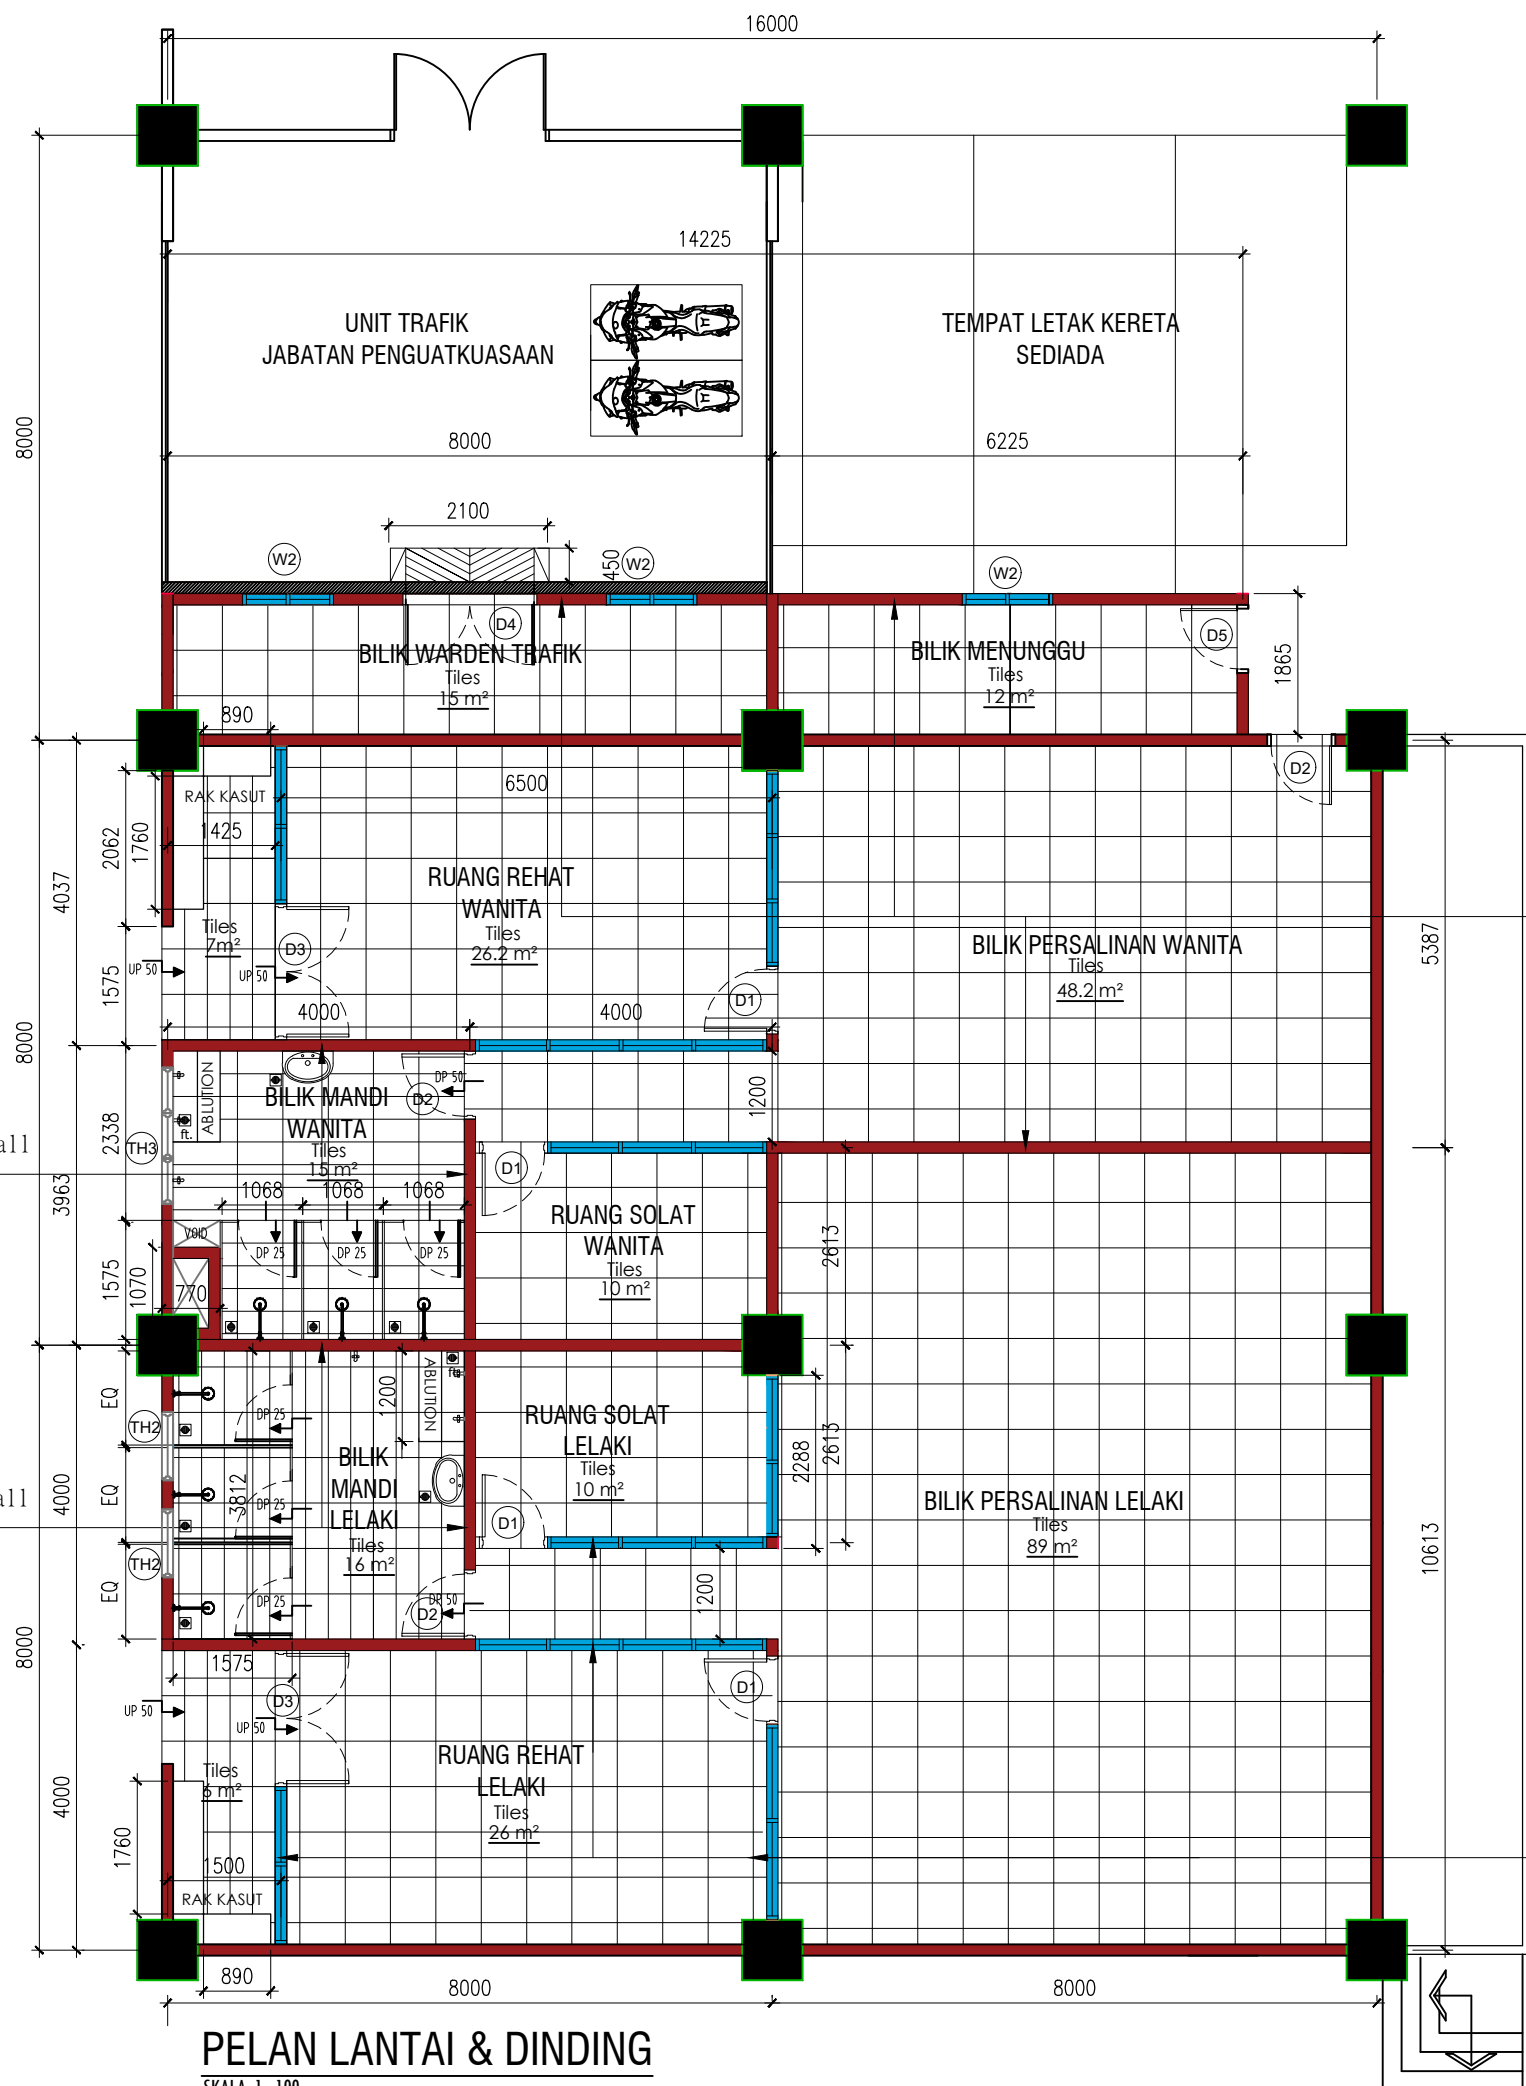 16000
14225
UNIT TRAFIK
JABATAN PENGUATKUASAAN
TEMPAT LETAK KERETA
SEDIADA
8000
8000
6225
2100
450
W2
W2
W2
D4
D5
BILIK WARDEN TRAFIK
Tiles
15 m²
BILIK MENUNGGU
Tiles
12 m²
1865
890
D2
RAK KASUT
6500
1425
2062
1760
4037
RUANG REHAT
WANITA
Tiles
26.2 m²
Tiles
7m²
D3
UP 50
UP 50
1575
BILIK PERSALINAN WANITA
Tiles
48.2 m²
5387
D1
4000
4000
8000
ABLUTION
BILIK MANDI
WANITA
Tiles
15 m²
DP 50
D2
1200
ft.
TH3
2338
3963
all
D1
1068
1068
1068
RUANG SOLAT
WANITA
Tiles
10 m²
2613
VOID
DP 25
DP 25
DP 25
1575
1070
770
EQ
TH2
DP 25
1200
ABLUTION
ft.
RUANG SOLAT
LELAKI
Tiles
10 m²
2288
2613
BILIK
MANDI
LELAKI
Tiles
16 m²
3812
EQ
4000
DP 25
all
D1
BILIK PERSALINAN LELAKI
Tiles
89 m²
10613
TH2
EQ
DP 25
DP 50
D2
1200
8000
1575
D3
D1
UP 50
UP 50
RUANG REHAT
LELAKI
Tiles
26 m²
Tiles
6 m²
4000
1760
1500
RAK KASUT
890
8000
8000
PELAN LANTAI & DINDING